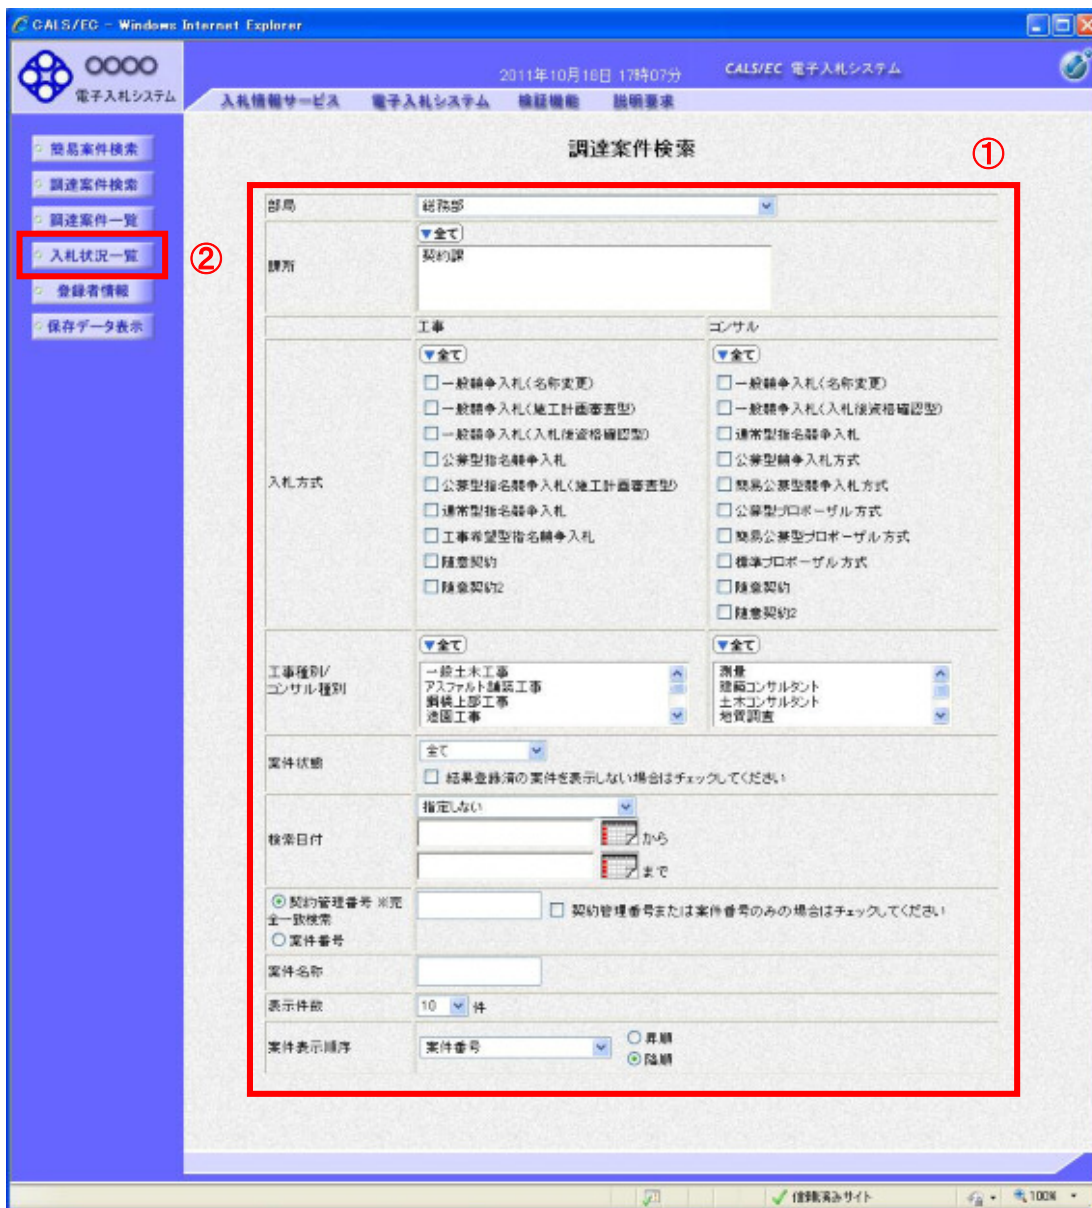 CALS/EC - Windows Internet Explorer
○○○○
電子入札システム
2011年10月18日 17時07分
CALS/EC 電子入札システム
入札情報サービス 電子入札システム 検証機能 説明要求
簡易案件検索
調達案件検索
調達案件一覧
入札状況一覧
②
登録者情報
保存データ表示
調達案件検索
①
部局 総務部
課所
▼全て
契約課
工事 コンサル
入札方式
▼全て
□一般競争入札(名称変更)
□一般競争入札(施工計画審査型)
□一般競争入札(入札後資格確認型)
□公募型指名競争入札
□公募型指名競争入札(施工計画審査型)
□通常型指名競争入札
□工事希望型指名競争入札
□随意契約
□随意契約2
▼全て
□一般競争入札(名称変更)
□一般競争入札(入札後資格確認型)
□通常型指名競争入札
□公募型競争入札方式
□簡易公募型競争入札方式
□公募型プロポーザル方式
□簡易公募型プロポーザル方式
□標準プロポーザル方式
□随意契約
□随意契約2
工事種別/
コンサル種別
▼全て
一般土木工事
アスファルト舗装工事
鋼橋上部工事
造園工事
▼全て
測量
建築コンサルタント
土木コンサルタント
地質調査
案件状態
全て
□ 結果登録済の案件を表示しない場合はチェックしてください
検索日付
指定しない
から
まで
◉契約管理番号 ※完
全一致検索
○案件番号
□ 契約管理番号または案件番号のみの場合はチェックしてください
案件名称
表示件数 10 件
案件表示順序 案件番号
○昇順
◉降順
信頼済みサイト
100%